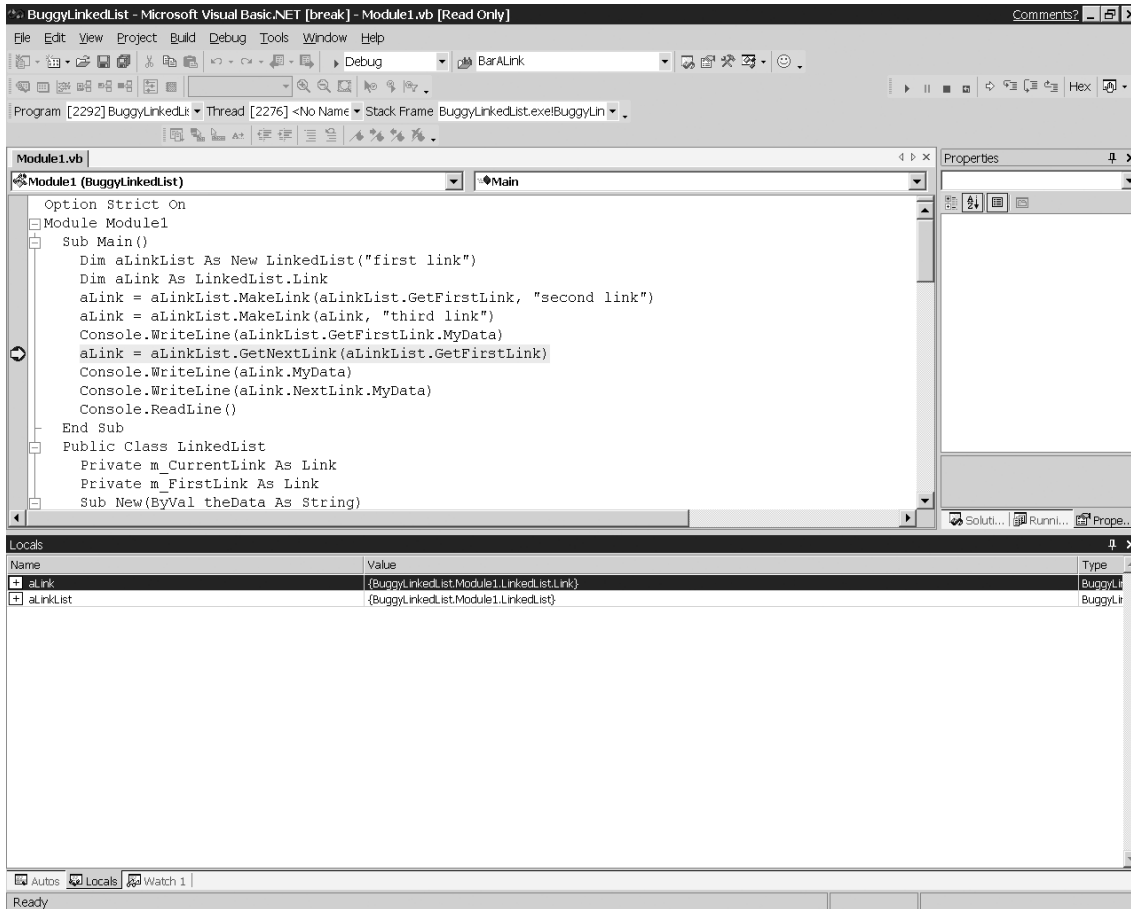 BuggyLinkedList - Microsoft Visual Basic.NET [break] - Module1.vb [Read Only] Comments?
File Edit View Project Build Debug Tools Window Help
Debug BarALink
Hex
Program [2292] BuggyLinkedLis Thread [2276] <No Name Stack Frame BuggyLinkedList.exe!BuggyLin
Module1.vb
Properties
Module1 (BuggyLinkedList) Main
Option Strict On
Module Module1
Sub Main()
Dim aLinkList As New LinkedList("first link")
Dim aLink As LinkedList.Link
aLink = aLinkList.MakeLink(aLinkList.GetFirstLink, "second link")
aLink = aLinkList.MakeLink(aLink, "third link")
Console.WriteLine(aLinkList.GetFirstLink.MyData)
aLink = aLinkList.GetNextLink(aLinkList.GetFirstLink)
Console.WriteLine(aLink.MyData)
Console.WriteLine(aLink.NextLink.MyData)
Console.ReadLine()
End Sub
Public Class LinkedList
Private m_CurrentLink As Link
Private m_FirstLink As Link
Sub New(ByVal theData As String)
Soluti... Runni... Prope...
Locals
Name Value Type
aLink {BuggyLinkedList.Module1.LinkedList.Link} BuggyLin
aLinkList {BuggyLinkedList.Module1.LinkedList} BuggyLin
Autos Locals Watch 1
Ready